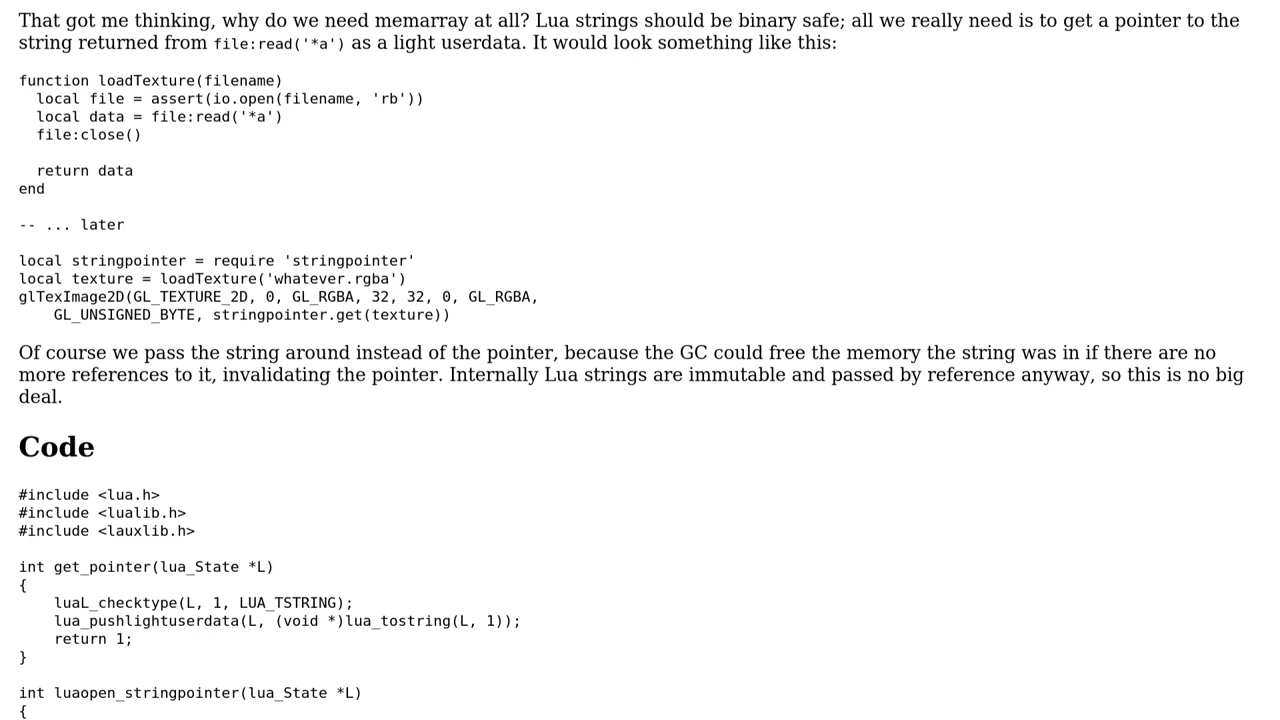 That got me thinking, why do we need memarray at all? Lua strings should be binary safe; all we really need is to get a pointer to the
string returned from file:read('*a') as a light userdata. It would look something like this:
function loadTexture(filename)
  local file = assert(io.open(filename, 'rb'))
  local data = file:read('*a')
  file:close()
  return data
end
-- ... later
local stringpointer = require 'stringpointer'
local texture = loadTexture('whatever.rgba')
glTexImage2D(GL_TEXTURE_2D, 0, GL_RGBA, 32, 32, 0, GL_RGBA,
    GL_UNSIGNED_BYTE, stringpointer.get(texture))
Of course we pass the string around instead of the pointer, because the GC could free the memory the string was in if there are no
more references to it, invalidating the pointer. Internally Lua strings are immutable and passed by reference anyway, so this is no big
deal.
Code
#include <lua.h>
#include <lualib.h>
#include <lauxlib.h>
int get_pointer(lua_State *L)
{
    luaL_checktype(L, 1, LUA_TSTRING);
    lua_pushlightuserdata(L, (void *)lua_tostring(L, 1));
    return 1;
}
int luaopen_stringpointer(lua_State *L)
{